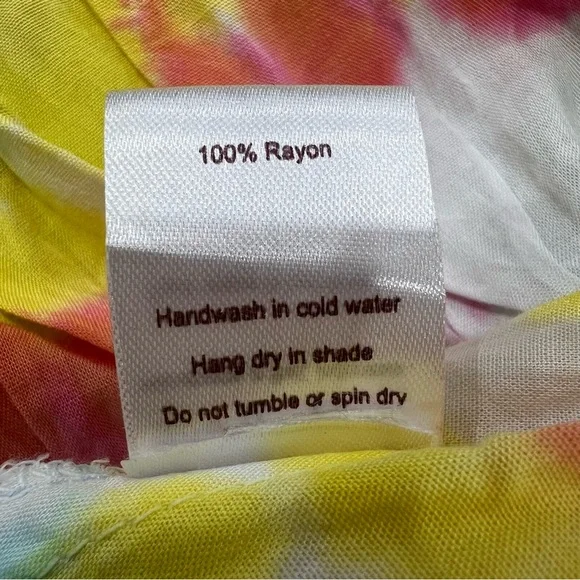 100% Rayon
Handwash in cold water
Hang dry in shade
Do not tumble or spin dry